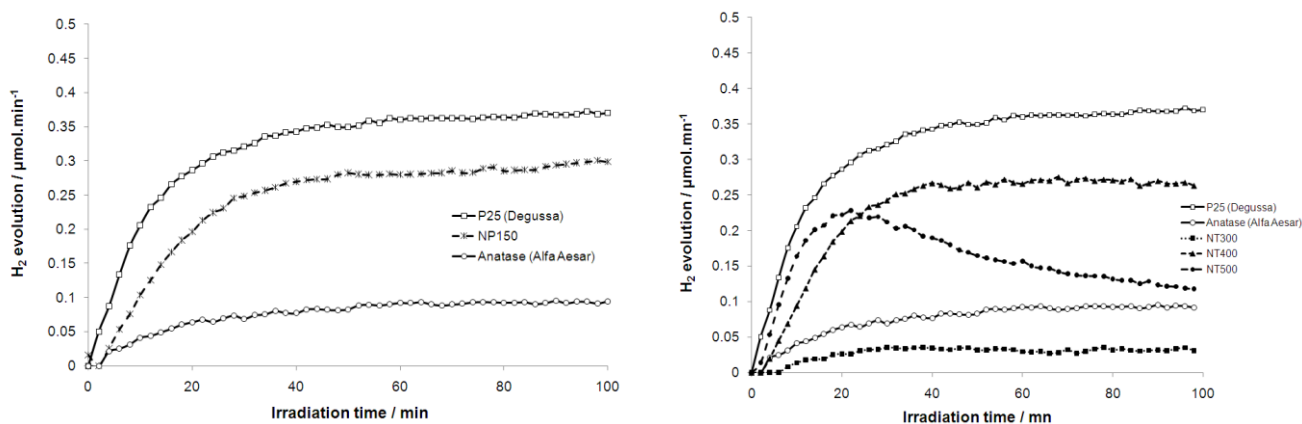 H2 evolution / µmol.min-1
0.5
0.45
0.4
0.35
0.3
0.25
0.2
0.15
0.1
0.05
0
0 20 40 60 80 100
Irradiation time / min
P25 (Degussa)
NP150
Anatase (Alfa Aesar)
H2 evolution / µmol.mn-1
0.5
0.45
0.4
0.35
0.3
0.25
0.2
0.15
0.1
0.05
0
0 20 40 60 80 100
Irradiation time / mn
P25 (Degussa)
Anatase (Alfa Aesar)
NT300
NT400
NT500